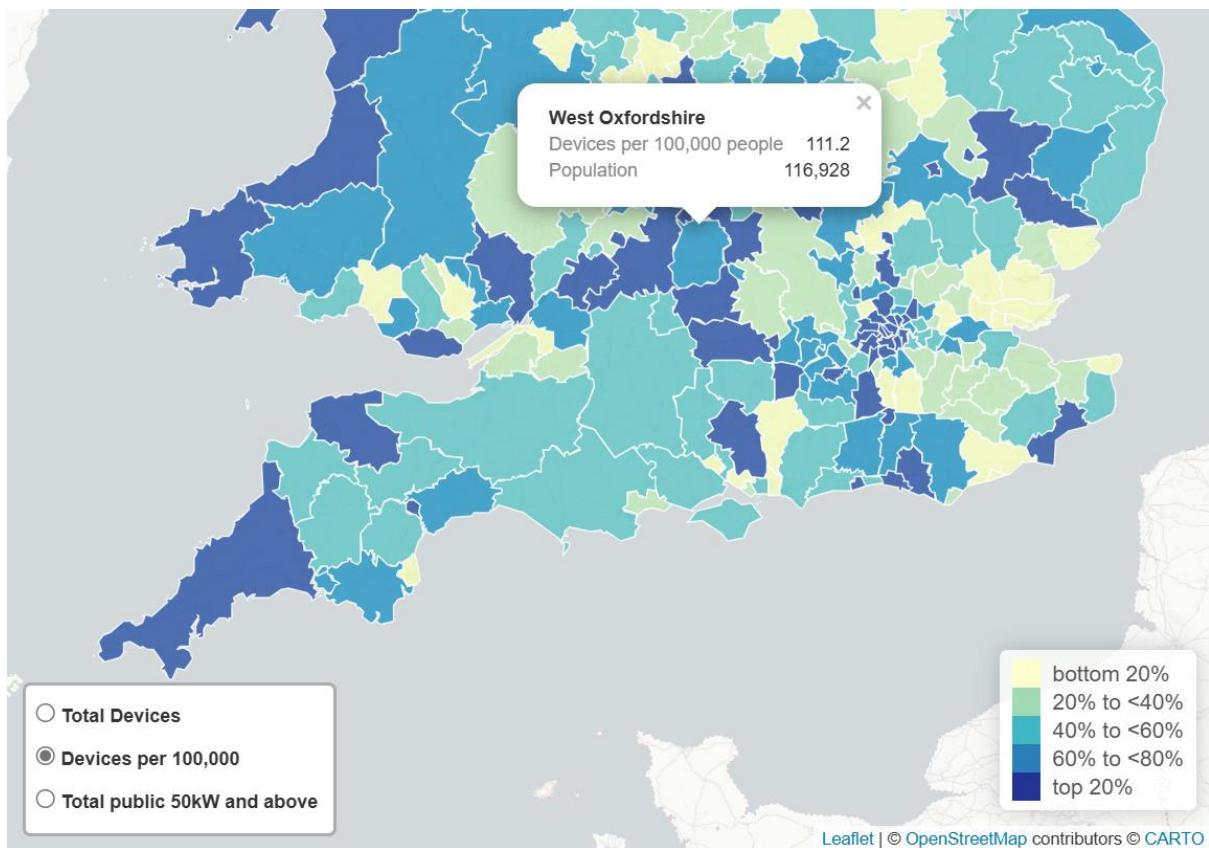 West Oxfordshire ×
Devices per 100,000 people 111.2
Population 116,928
Total Devices
Devices per 100,000
Total public 50kW and above
bottom 20%
20% to <40%
40% to <60%
60% to <80%
top 20%
Leaflet | © OpenStreetMap contributors © CARTO